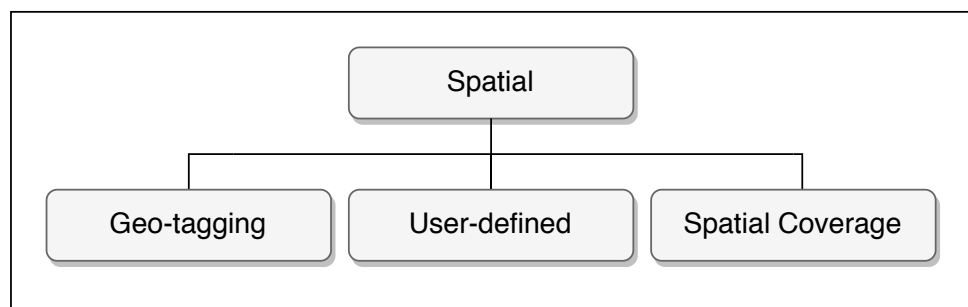 Spatial
Geo-tagging
User-defined
Spatial Coverage